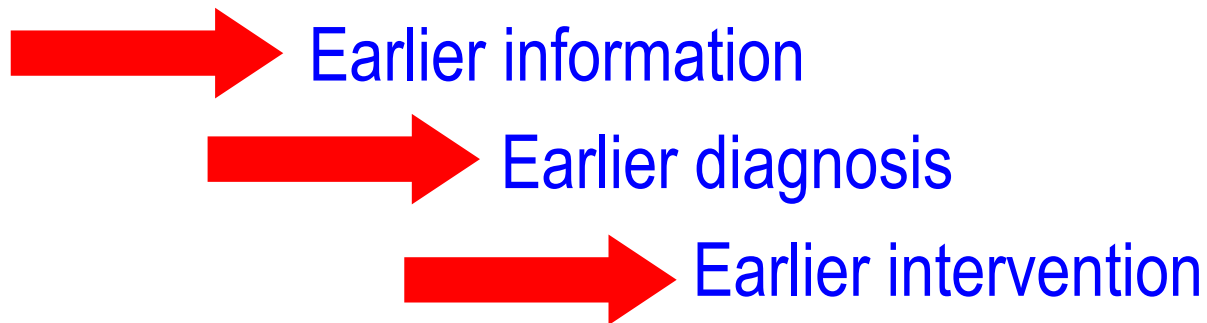 Earlier information
Earlier diagnosis
Earlier intervention